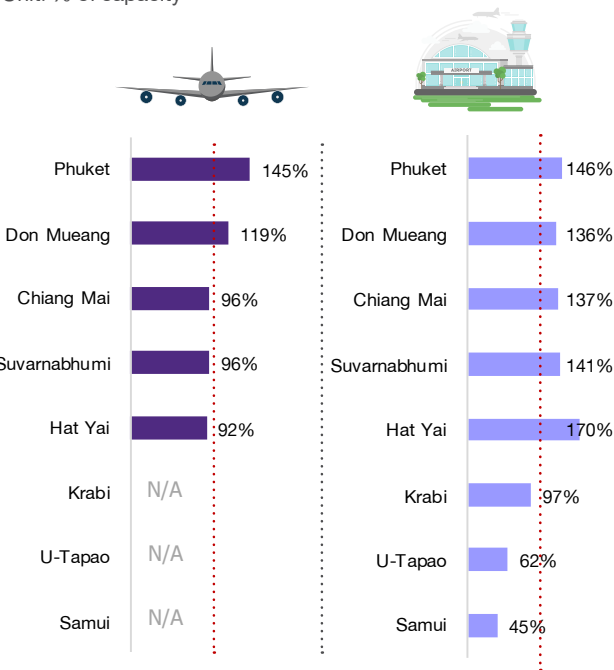 AIRPORT
Phuket 145%
Don Mueang 119%
Chiang Mai 96%
Suvarnabhumi 96%
Hat Yai 92%
Krabi N/A
U-Tapao N/A
Samui N/A
Phuket 146%
Don Mueang 136%
Chiang Mai 137%
Suvarnabhumi 141%
Hat Yai 170%
Krabi 97%
U-Tapao 62%
Samui 45%